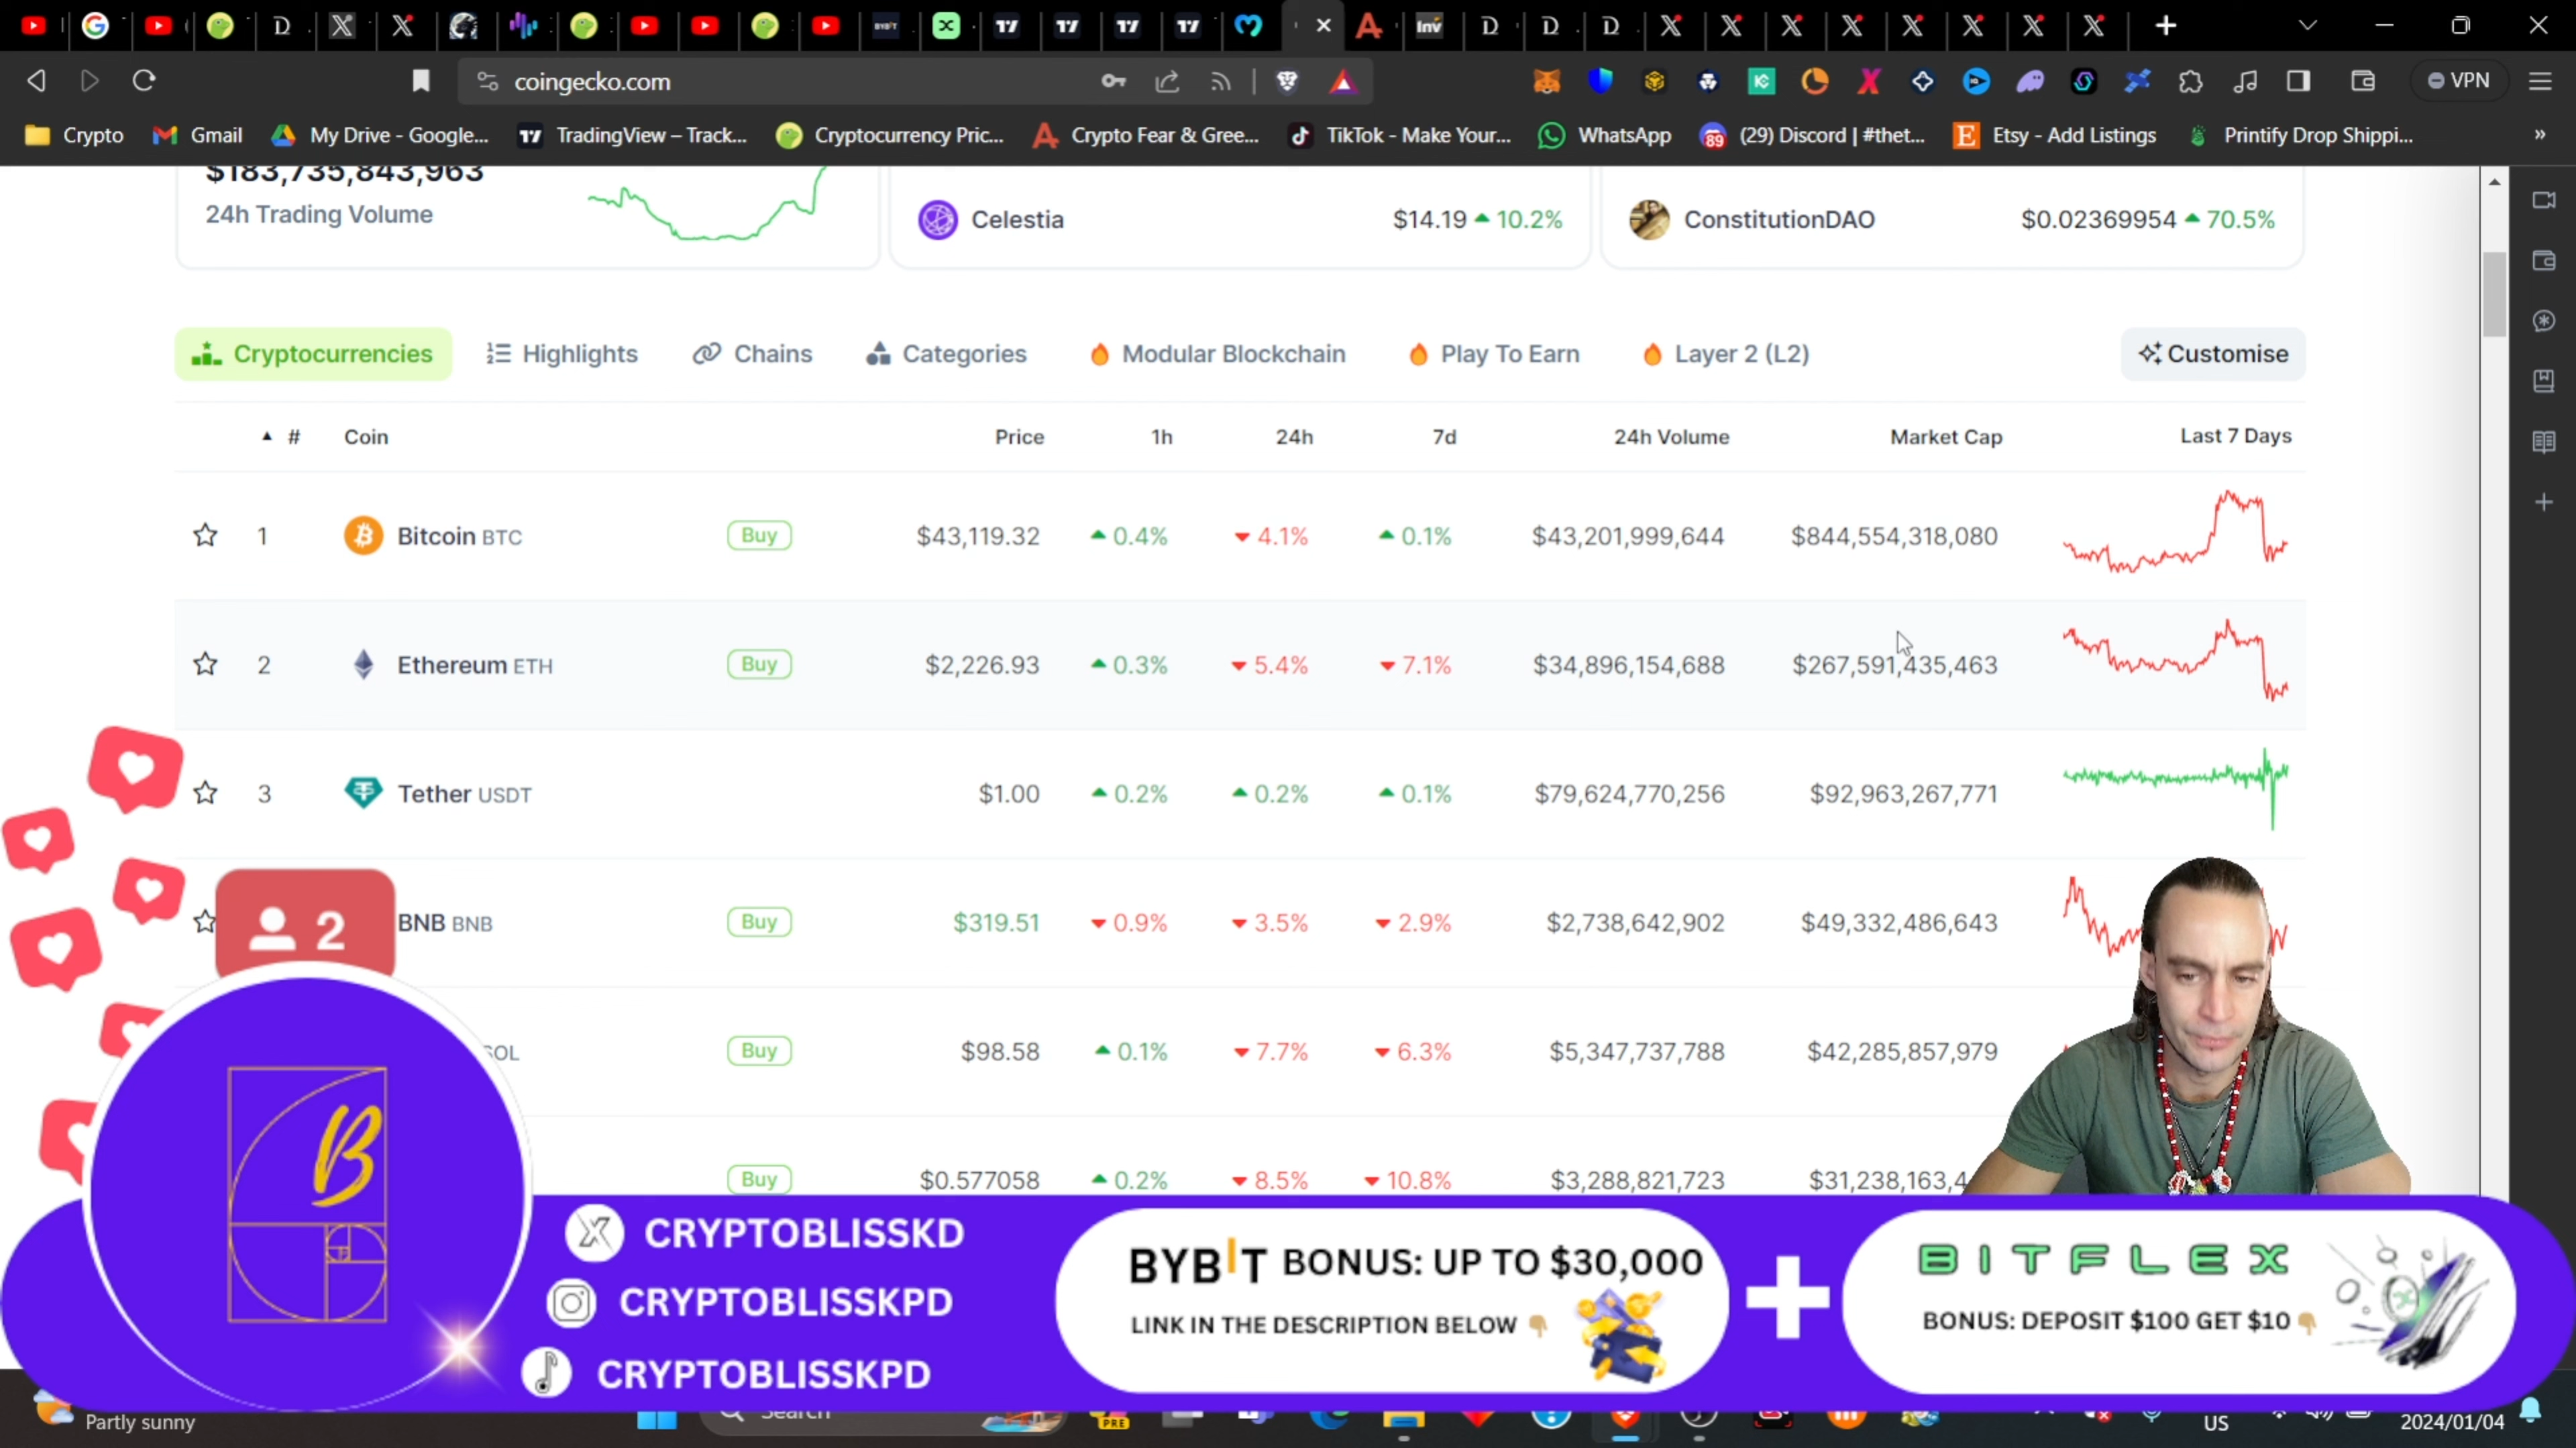 coingecko.com
VPN
Crypto
Gmail
My Drive - Google...
TradingView – Track...
Cryptocurrency Pric...
Crypto Fear & Gree...
TikTok - Make Your...
WhatsApp
(29) Discord | #thet...
Etsy - Add Listings
Printify Drop Shippi...
»
$183,735,843,963
24h Trading Volume
Celestia $14.19 10.2%
ConstitutionDAO $0.02369954 70.5%
Cryptocurrencies Highlights Chains Categories Modular Blockchain Play To Earn Layer 2 (L2) Customise
# Coin Price 1h 24h 7d 24h Volume Market Cap Last 7 Days
1 Bitcoin BTC Buy $43,119.32 0.4% 4.1% 0.1% $43,201,999,644 $844,554,318,080
2 Ethereum ETH Buy $2,226.93 0.3% 5.4% 7.1% $34,896,154,688 $267,591,435,463
3 Tether USDT $1.00 0.2% 0.2% 0.1% $79,624,770,256 $92,963,267,771
BNB BNB Buy $319.51 0.9% 3.5% 2.9% $2,738,642,902 $49,332,486,643
2
SOL Buy $98.58 0.1% 7.7% 6.3% $5,347,737,788 $42,285,857,979
Buy $0.577058 0.2% 8.5% 10.8% $3,288,821,723 $31,238,163,4
B
CRYPTOBLISSKD
CRYPTOBLISSKPD
CRYPTOBLISSKPD
BYBIT BONUS: UP TO $30,000
LINK IN THE DESCRIPTION BELOW
BITFLEX
BONUS: DEPOSIT $100 GET $10
Partly sunny
Search
PRE
US
2024/01/04